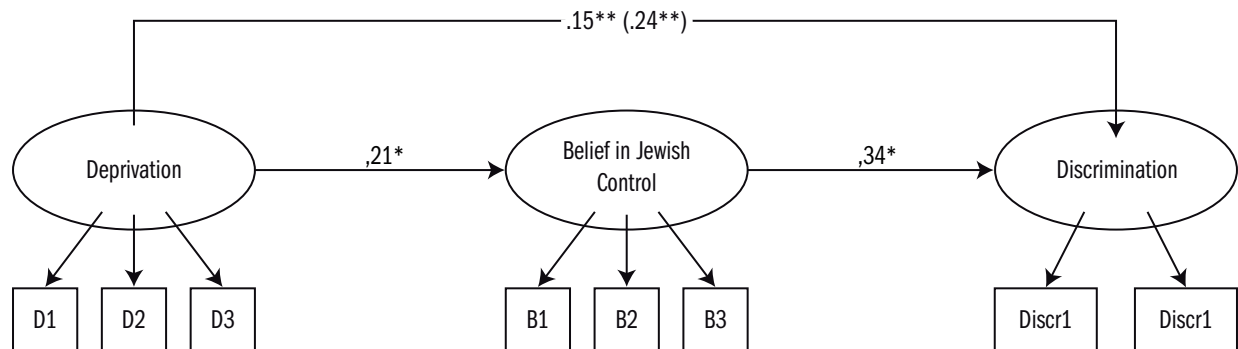 .15** (.24**)
Deprivation
,21*
Belief in Jewish
Control
,34*
Discrimination
D1
D2
D3
B1
B2
B3
Discr1
Discr1